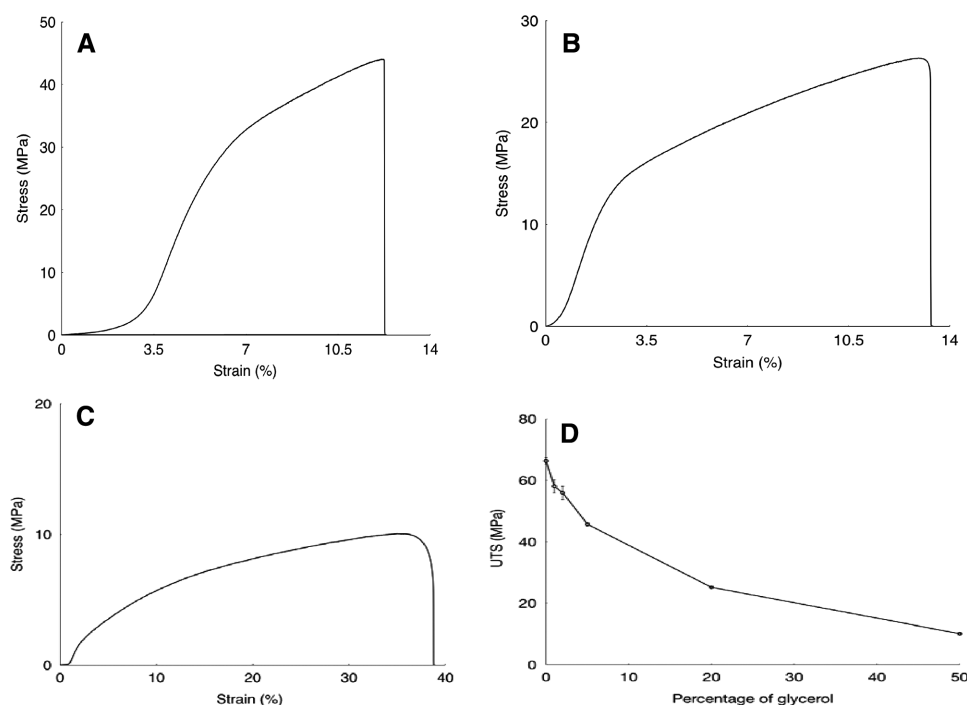 A
50
40
30
20
10
0
Stress (MPa)
0 3.5 7 10.5 14
Strain (%)
B
30
20
10
0
Stress (MPa)
0 3.5 7 10.5 14
Strain (%)
C
20
10
0
Stress (MPa)
0 10 20 30 40
Strain (%)
D
80
60
40
20
0
UTS (MPa)
0 10 20 30 40 50
Percentage of glycerol